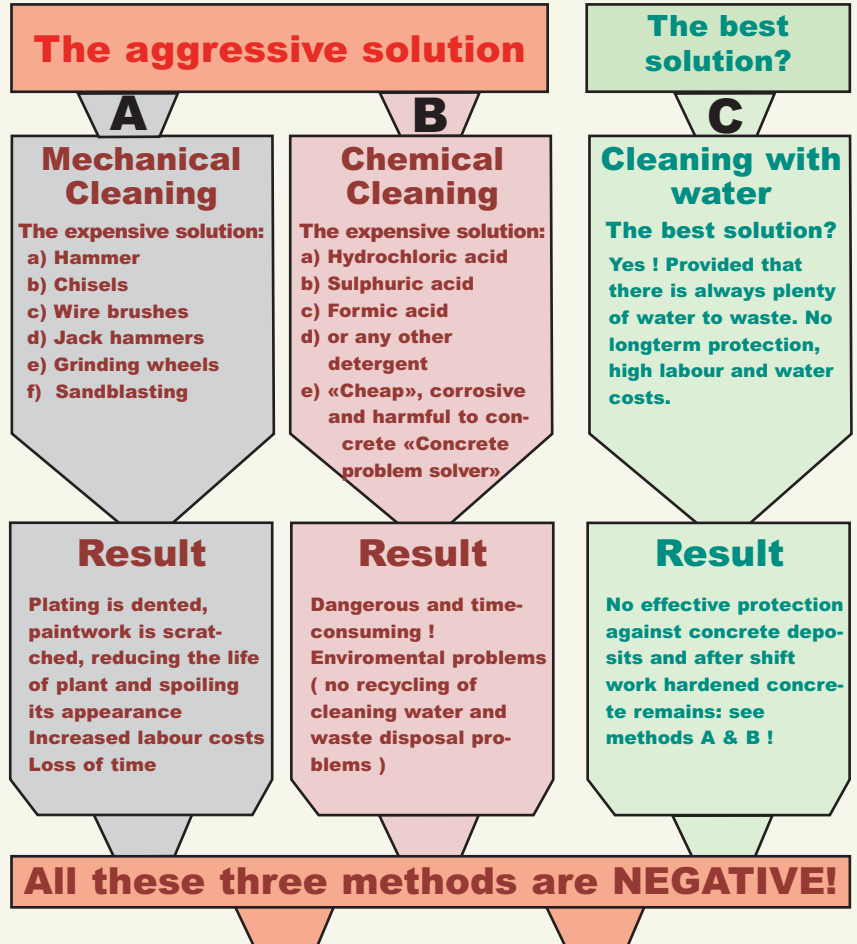 The aggressive solution
The best
solution?
A
Mechanical
Cleaning
The expensive solution:
a) Hammer
b) Chisels
c) Wire brushes
d) Jack hammers
e) Grinding wheels
f) Sandblasting
Result
Plating is dented,
paintwork is scrat-
ched, reducing the life
of plant and spoiling
its appearance
Increased labour costs
Loss of time
B
Chemical
Cleaning
The expensive solution:
a) Hydrochloric acid
b) Sulphuric acid
c) Formic acid
d) or any other
detergent
e) «Cheap», corrosive
and harmful to con-
crete «Concrete
problem solver»
Result
Dangerous and time-
consuming !
Enviromental problems
( no recycling of
cleaning water and
waste disposal pro-
blems )
C
Cleaning with
water
The best solution?
Yes ! Provided that
there is always plenty
of water to waste. No
longterm protection,
high labour and water
costs.
Result
No effective protection
against concrete depo-
sits and after shift
work hardened concre-
te remains: see
methods A & B !
All these three methods are NEGATIVE!